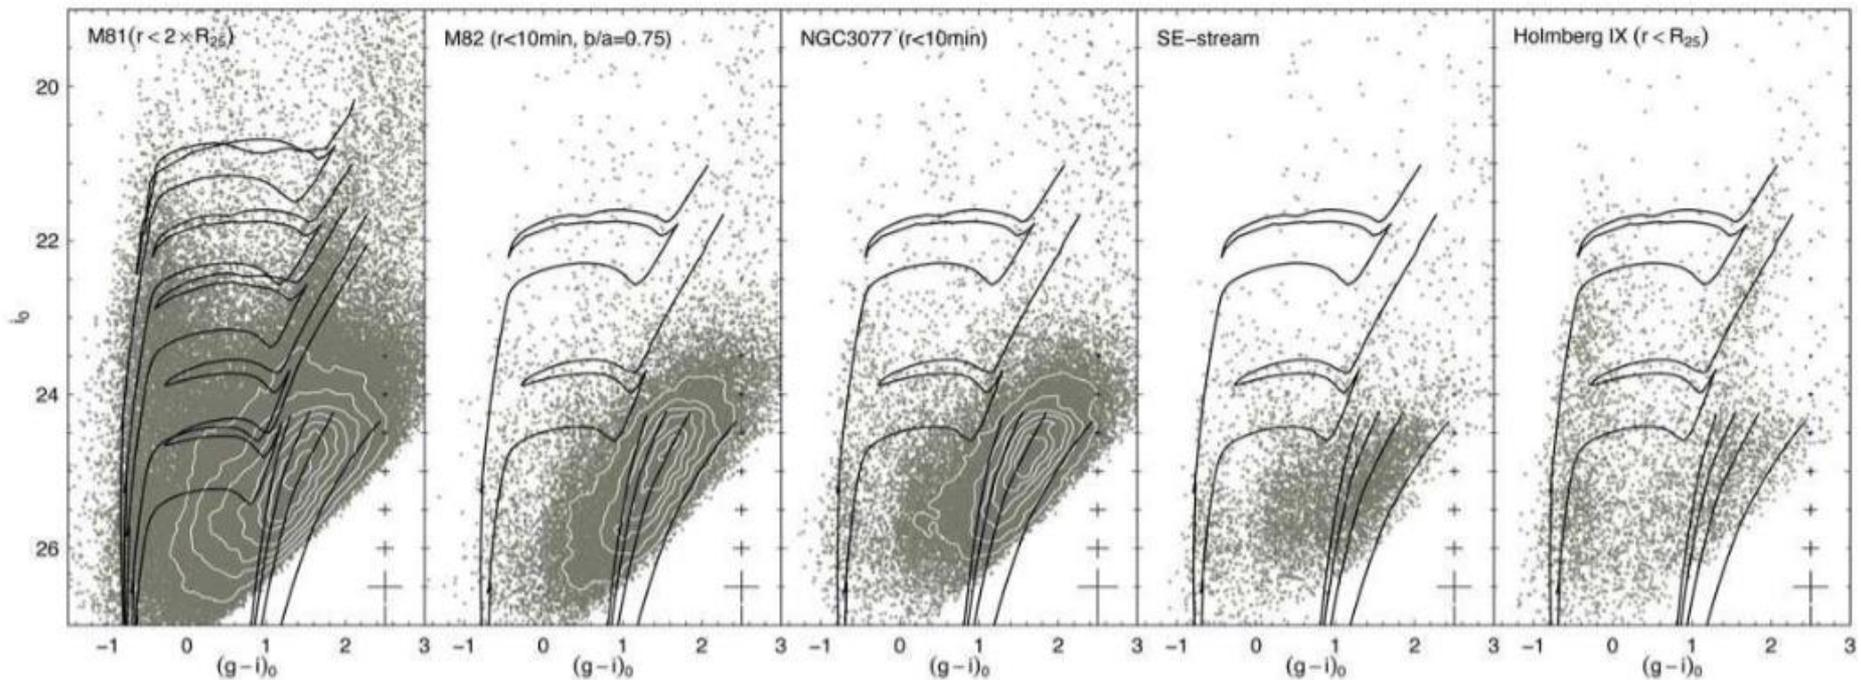 M81(r < 2 × R₂₅)
M82 (r<10min, b/a=0.75)
NGC3077 (r<10min)
SE−stream
Holmberg IX (r < R₂₅)
20
22
24
26
i₀
−1 0 1 2 3
−1 0 1 2 3
−1 0 1 2 3
−1 0 1 2 3
−1 0 1 2 3
(g−i)₀
(g−i)₀
(g−i)₀
(g−i)₀
(g−i)₀